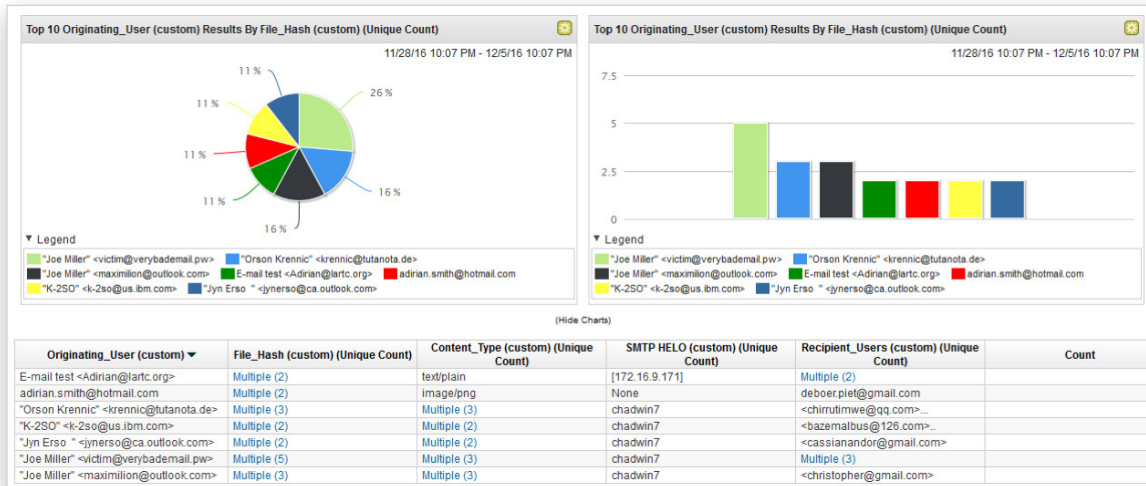 Top 10 Originating_User (custom) Results By File_Hash (custom) (Unique Count)
11/28/16 10:07 PM - 12/5/16 10:07 PM
11 %
26 %
11 %
11 %
16 %
11 %
16 %
▼ Legend
"Joe Miller" <victim@verybademail.pw> "Orson Krennic" <krennic@tutanota.de>
"Joe Miller" <maximilion@outlook.com> E-mail test <Adirian@lartc.org> adirian.smith@hotmail.com
"K-2SO" <k-2so@us.ibm.com> "Jyn Erso " <jynerso@ca.outlook.com>
Top 10 Originating_User (custom) Results By File_Hash (custom) (Unique Count)
11/28/16 10:07 PM - 12/5/16 10:07 PM
7.5
5
2.5
0
▼ Legend
"Joe Miller" <victim@verybademail.pw> "Orson Krennic" <krennic@tutanota.de>
"Joe Miller" <maximilion@outlook.com> E-mail test <Adirian@lartc.org> adirian.smith@hotmail.com
"K-2SO" <k-2so@us.ibm.com> "Jyn Erso " <jynerso@ca.outlook.com>
(Hide Charts)
Originating_User (custom) ▼ File_Hash (custom) (Unique Count) Content_Type (custom) (Unique Count) SMTP HELO (custom) (Unique Count) Recipient_Users (custom) (Unique Count) Count
E-mail test <Adirian@lartc.org> Multiple (2) text/plain [172.16.9.171] Multiple (2)
adirian.smith@hotmail.com Multiple (2) image/png None deboer.piet@gmail.com
"Orson Krennic" <krennic@tutanota.de> Multiple (3) Multiple (3) chadwin7 <chirrutimwe@qq.com>...
"K-2SO" <k-2so@us.ibm.com> Multiple (2) Multiple (2) chadwin7 <bazemalbus@126.com>..
"Jyn Erso " <jynerso@ca.outlook.com> Multiple (2) Multiple (2) chadwin7 <cassianandor@gmail.com>
"Joe Miller" <victim@verybademail.pw> Multiple (5) Multiple (3) chadwin7 Multiple (3)
"Joe Miller" <maximilion@outlook.com> Multiple (3) Multiple (3) chadwin7 <christopher@gmail.com>